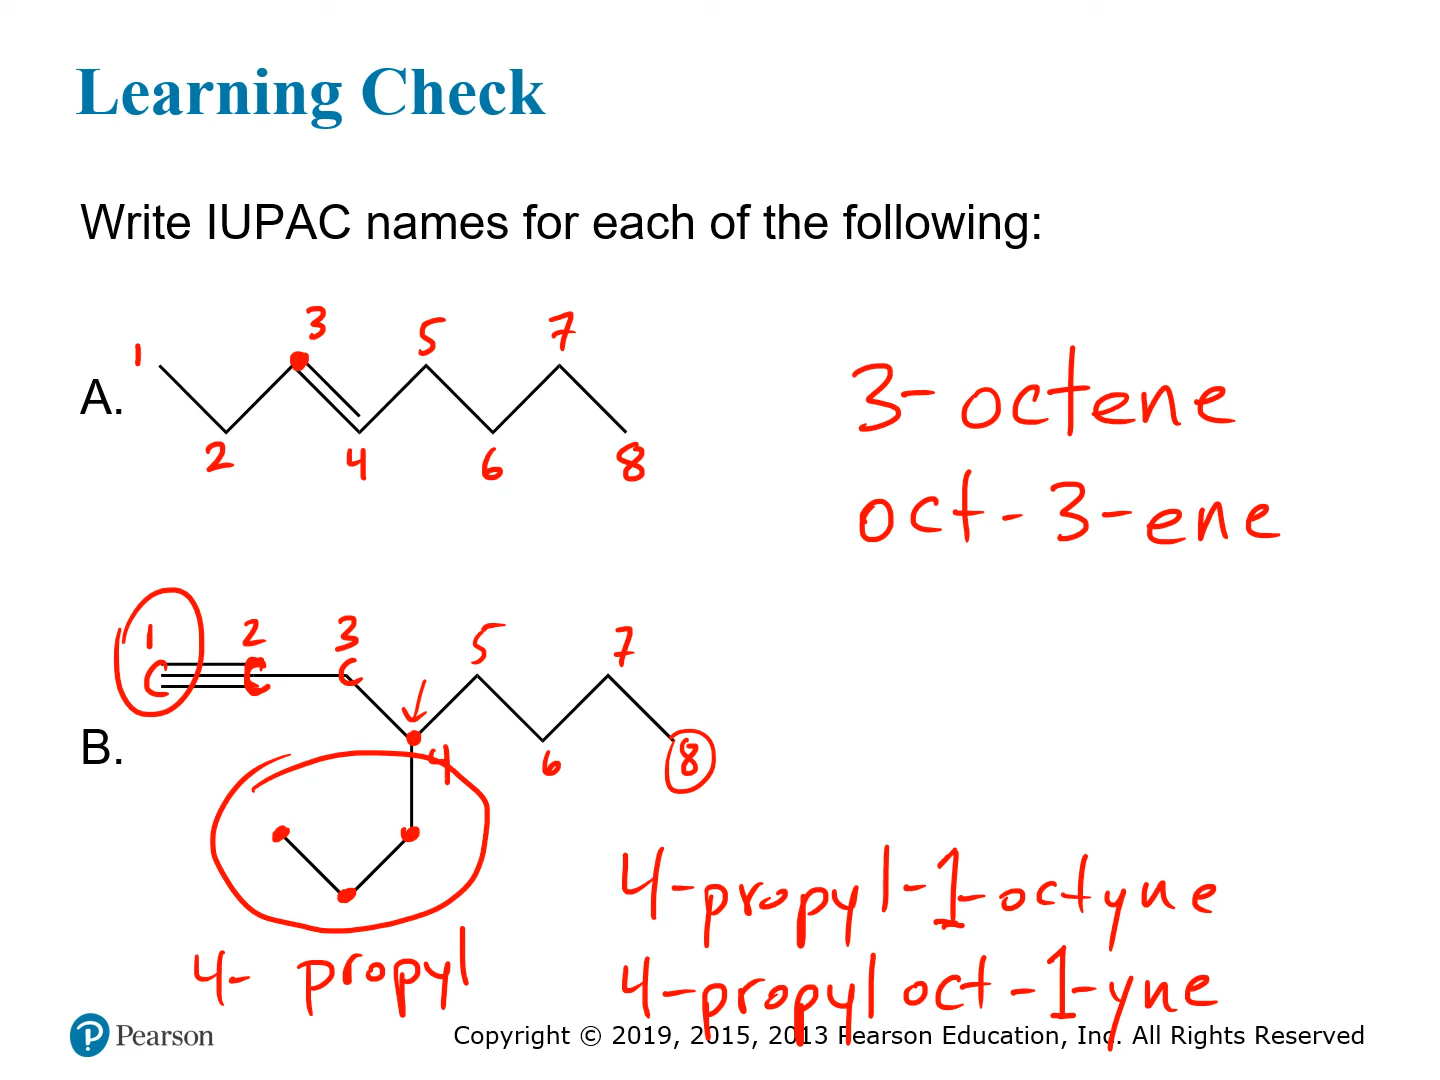 Learning Check
Write IUPAC names for each of the following:
A.
1 2 3 4 5 6 7 8
3-octene
oct-3-ene
B.
1 2 3 4 5 6 7 8
C C C
4-propyl
4-propyl-1-octyne
4-propyl oct-1-yne
P Pearson
Copyright © 2019, 2015, 2013 Pearson Education, Inc. All Rights Reserved